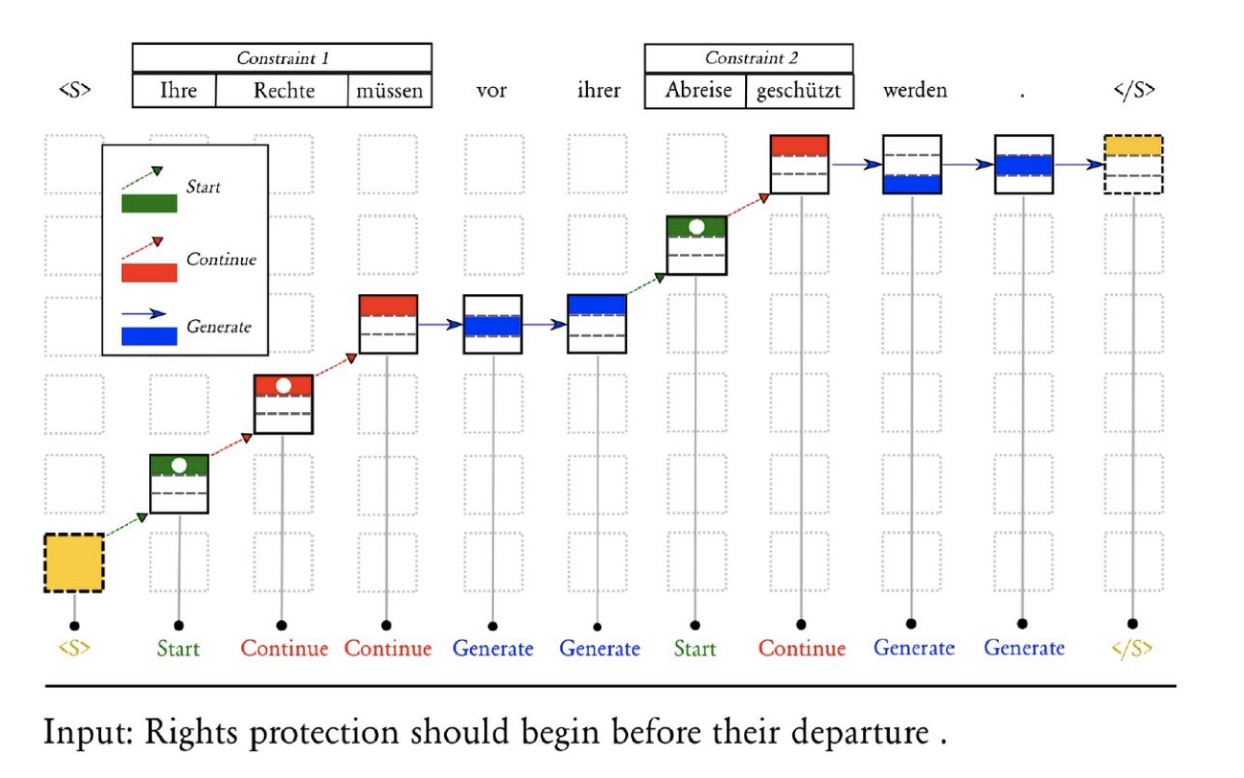 Constraint 1 Constraint 2
<S> Ihre Rechte müssen vor ihrer Abreise geschützt werden . </S>
Start
Continue
Generate
<S> Start Continue Continue Generate Generate Start Continue Generate Generate </S>
Input: Rights protection should begin before their departure .